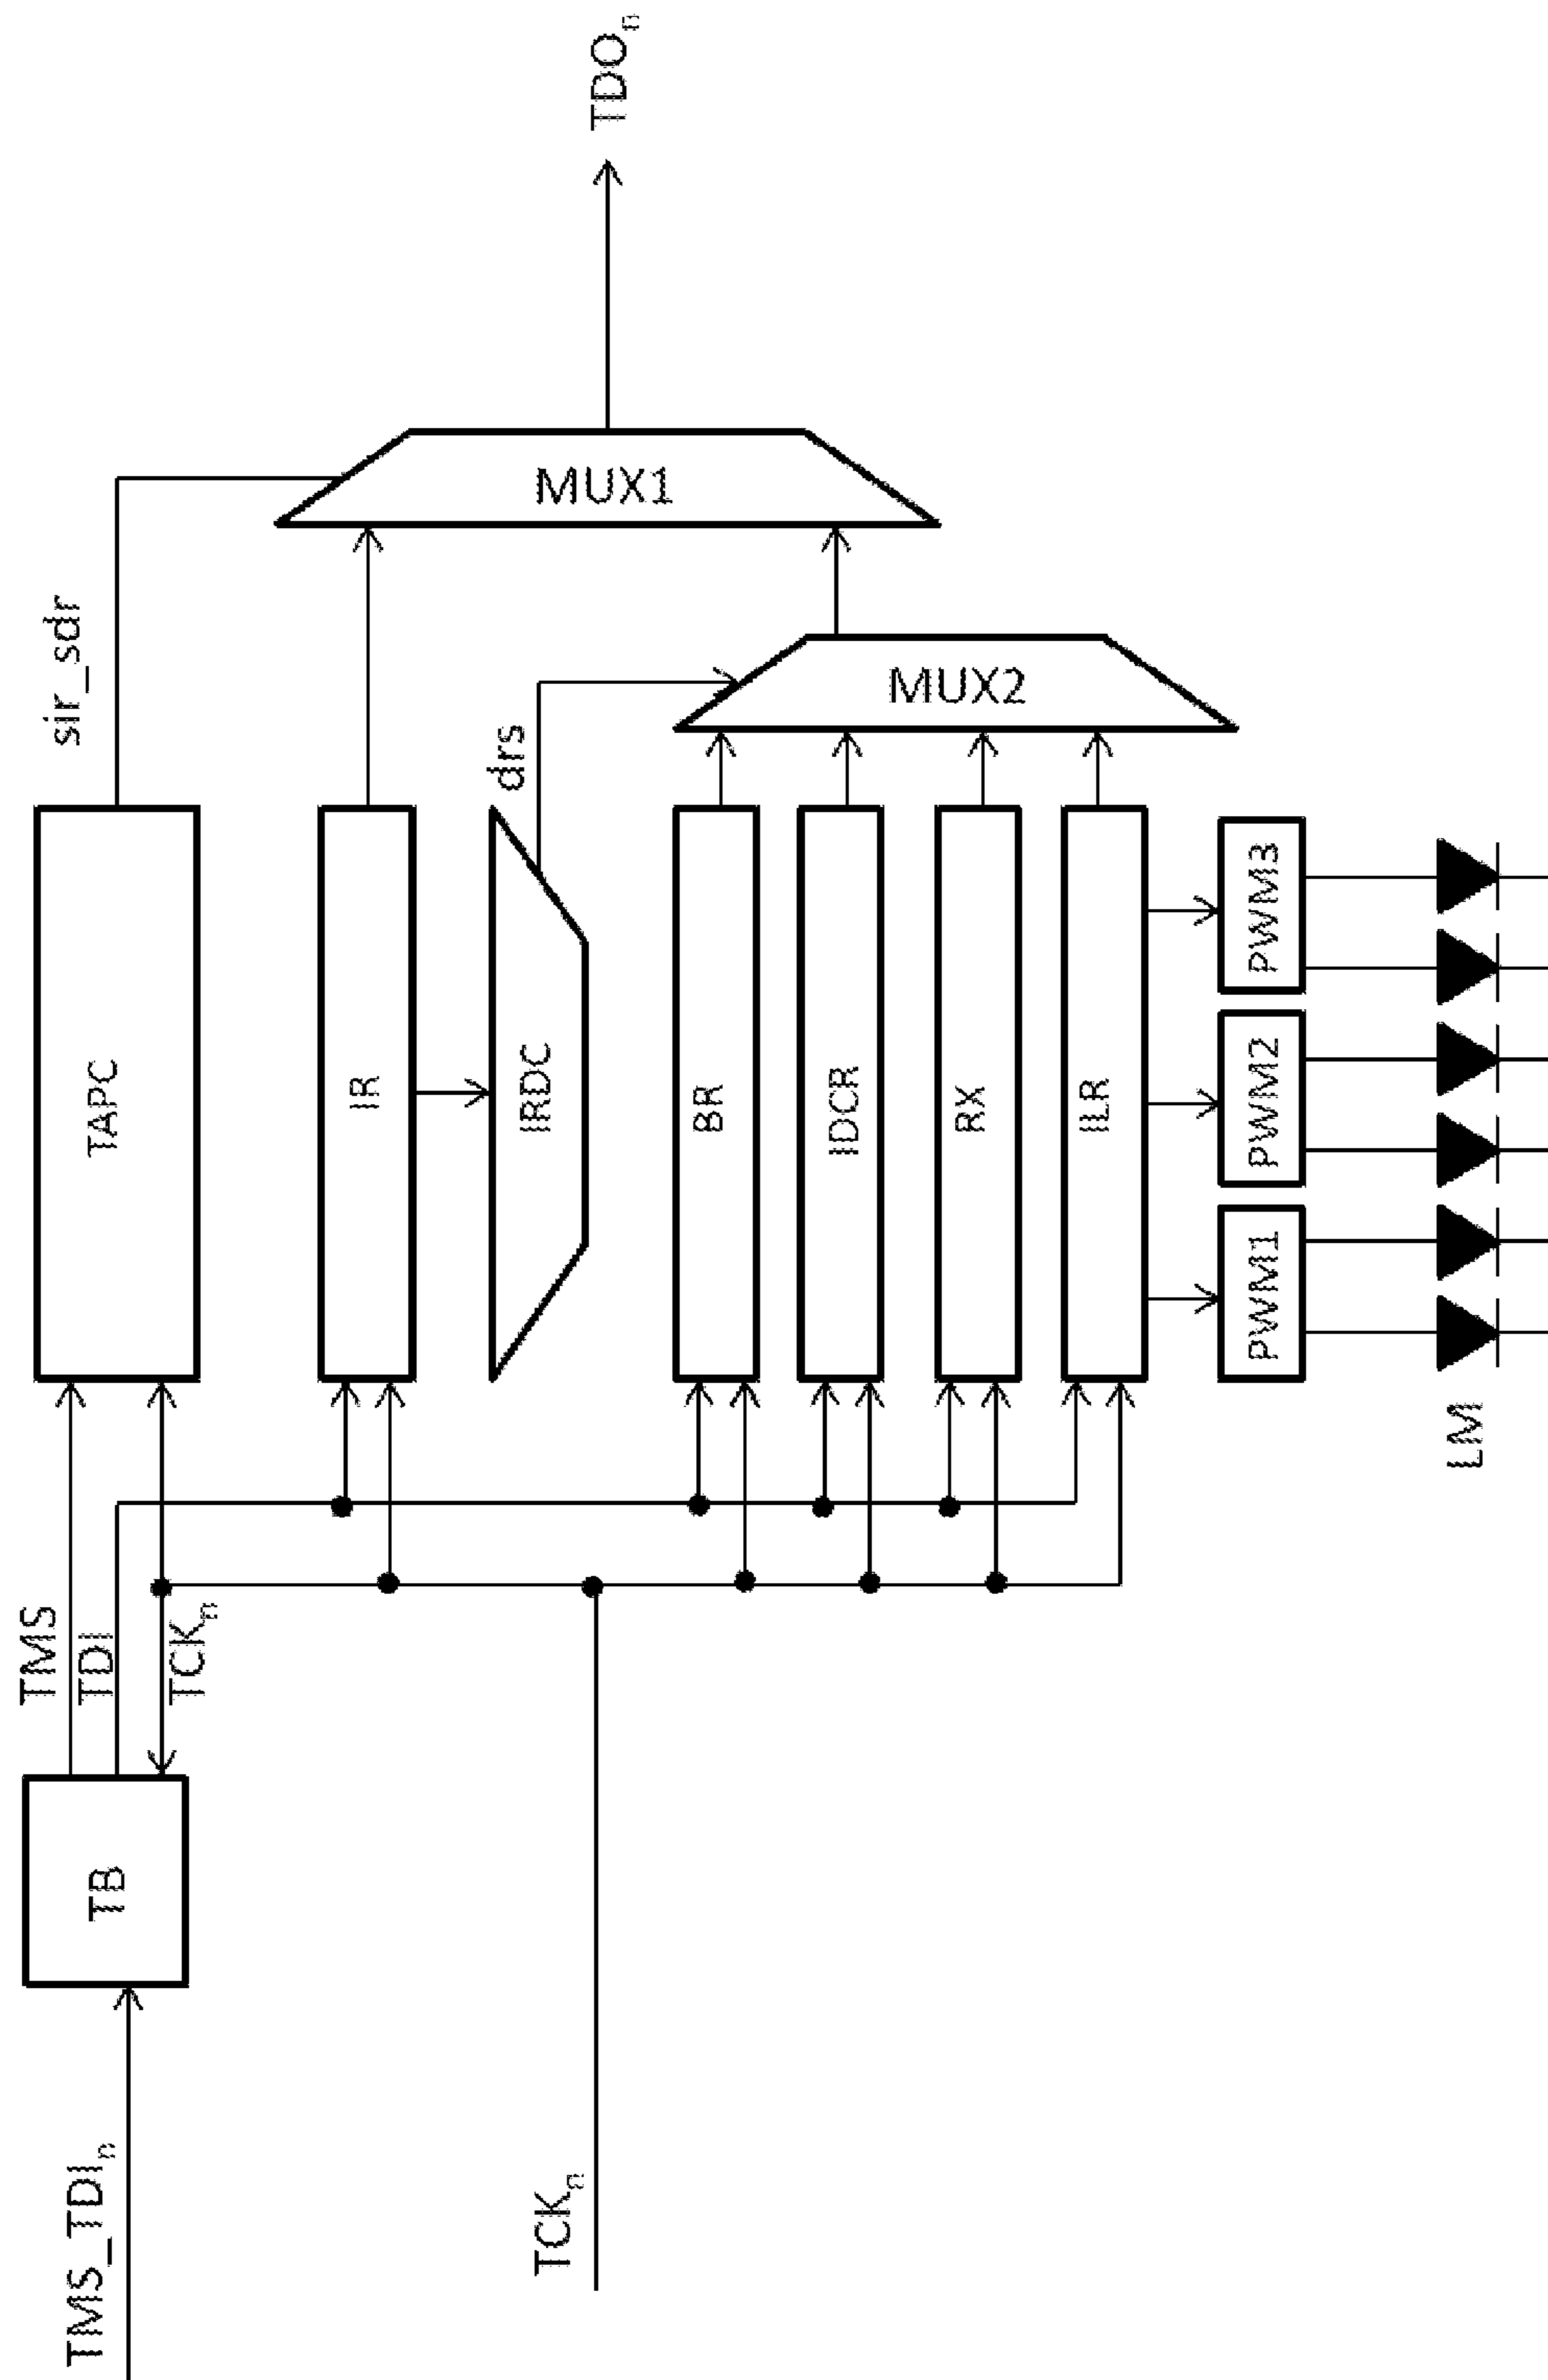 TMS_TDIn
TCKn
TB
TMS
TDI
TCKn
TAPC
IR
IRDC
BR
IDCR
RX
ILR
PWM1
PWM2
PWM3
LM
sir_sdr
drs
MUX2
MUX1
TDOn